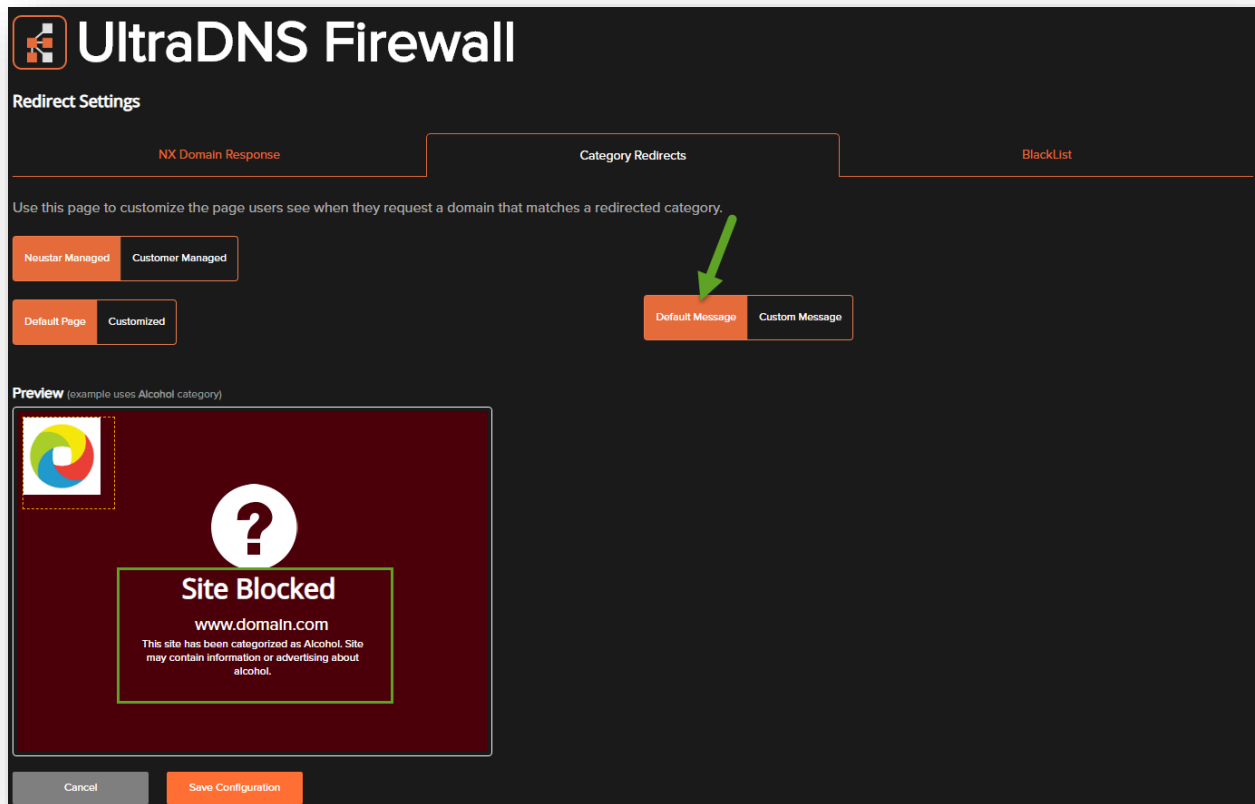 UltraDNS Firewall
Redirect Settings
NX Domain Response
Category Redirects
BlackList
Use this page to customize the page users see when they request a domain that matches a redirected category.
Neustar Managed
Customer Managed
Default Page
Customized
Default Message
Custom Message
Preview (example uses Alcohol category)
?
Site Blocked
www.domain.com
This site has been categorized as Alcohol. Site
may contain information or advertising about
alcohol.
Cancel
Save Configuration